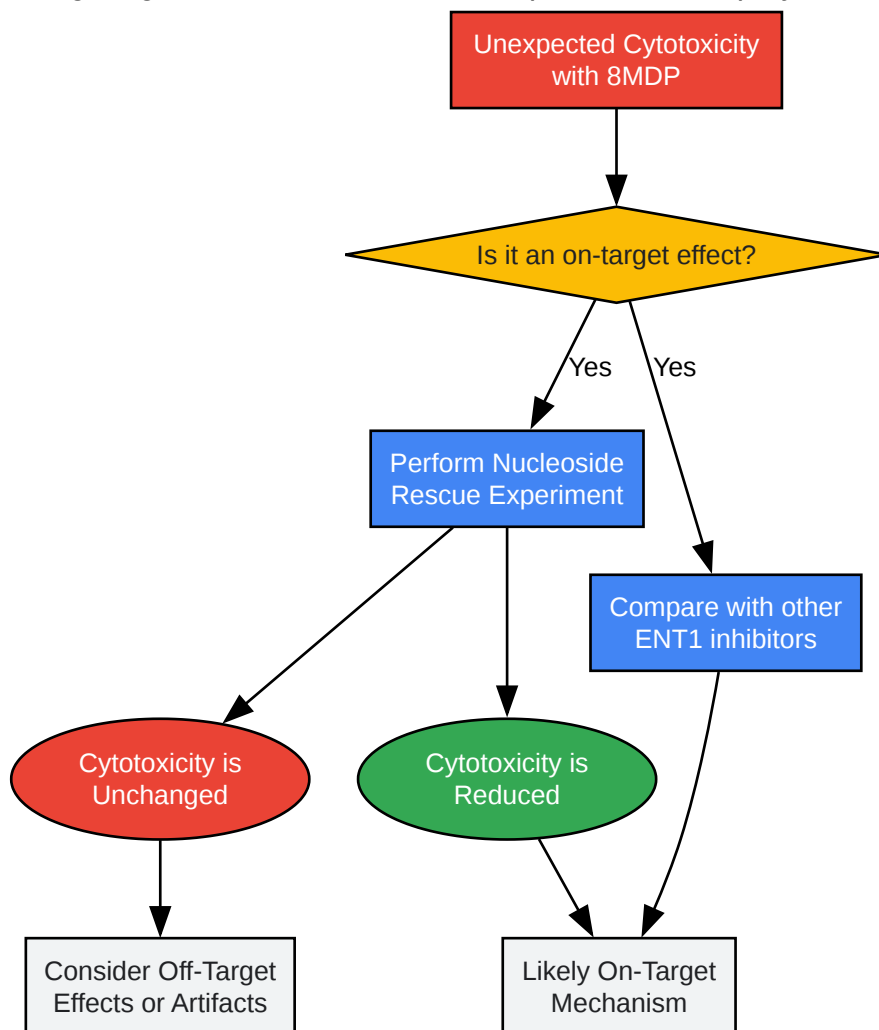 Unexpected Cytotoxicity
with 8MDP
Is it an on-target effect?
Yes
Yes
Perform Nucleoside
Rescue Experiment
Compare with other
ENT1 inhibitors
Cytotoxicity is
Unchanged
Cytotoxicity is
Reduced
Consider Off-Target
Effects or Artifacts
Likely On-Target
Mechanism